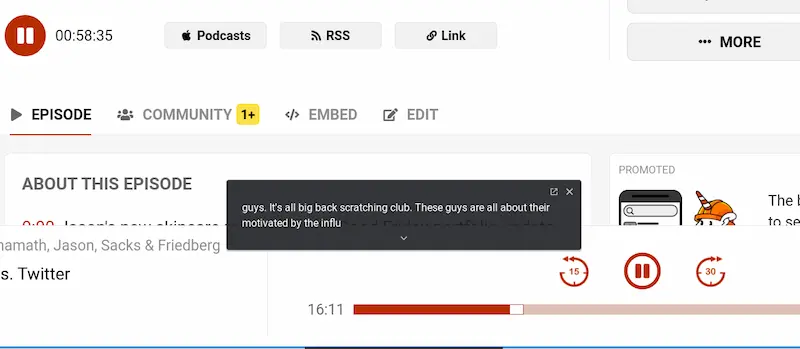 00:58:35
Podcasts
RSS
Link
MORE
EPISODE
COMMUNITY
1+
EMBED
EDIT
ABOUT THIS EPISODE
PROMOTED
guys. It's all big back scratching club. These guys are all about their
motivated by the influ
The b
to se
0:00 Jason's new skincare
amath, Jason, Sacks & Friedberg
s. Twitter
15
30
16:11